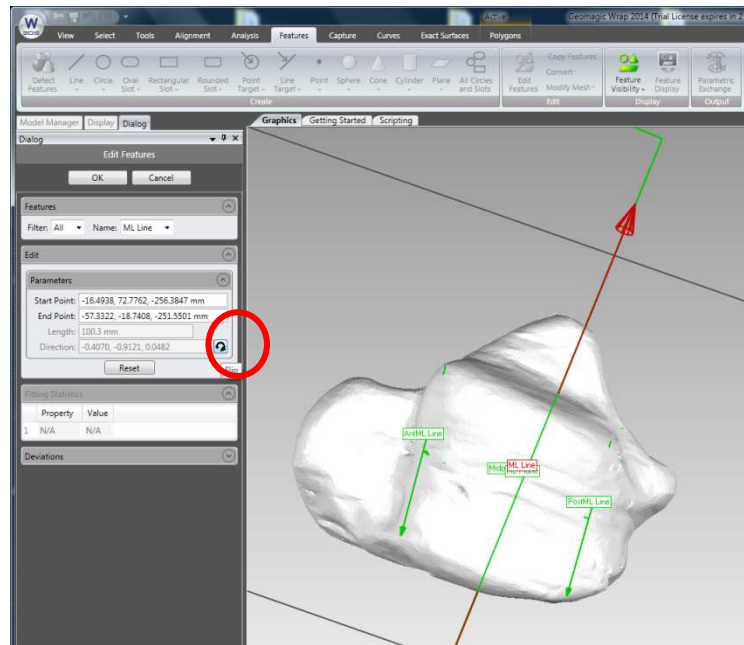 W
3DS
Active
Geomagic Wrap 2014 (Trial License expires in 2
View Select Tools Alignment Analysis Features Capture Curves Exact Surfaces Polygons
Detect Features
Line
Circle
Oval Slot
Rectangular Slot
Rounded Slot
Point Target
Line Target
Point
Sphere
Cone
Cylinder
Plane
All Circles and Slots
Edit Features
Copy Features
Convert
Modify Mesh
Feature Visibility
Feature Display
Parametric Exchange
Create
Edit
Display
Output
Model Manager Display Dialog
Graphics Getting Started Scripting
Dialog
Edit Features
OK Cancel
Features
Filter: All Name: ML Line
Edit
Parameters
Start Point: -16.4938, 72.7762, -256.3847 mm
End Point: -57.3322, -18.7408, -251.5501 mm
Length: 100.3 mm
Direction: -0.4070, -0.9121, 0.0482
Reset
Flip
Fitting Statistics
Property Value
1 N/A N/A
Deviations
AntML Line
ML Line
PostML Line